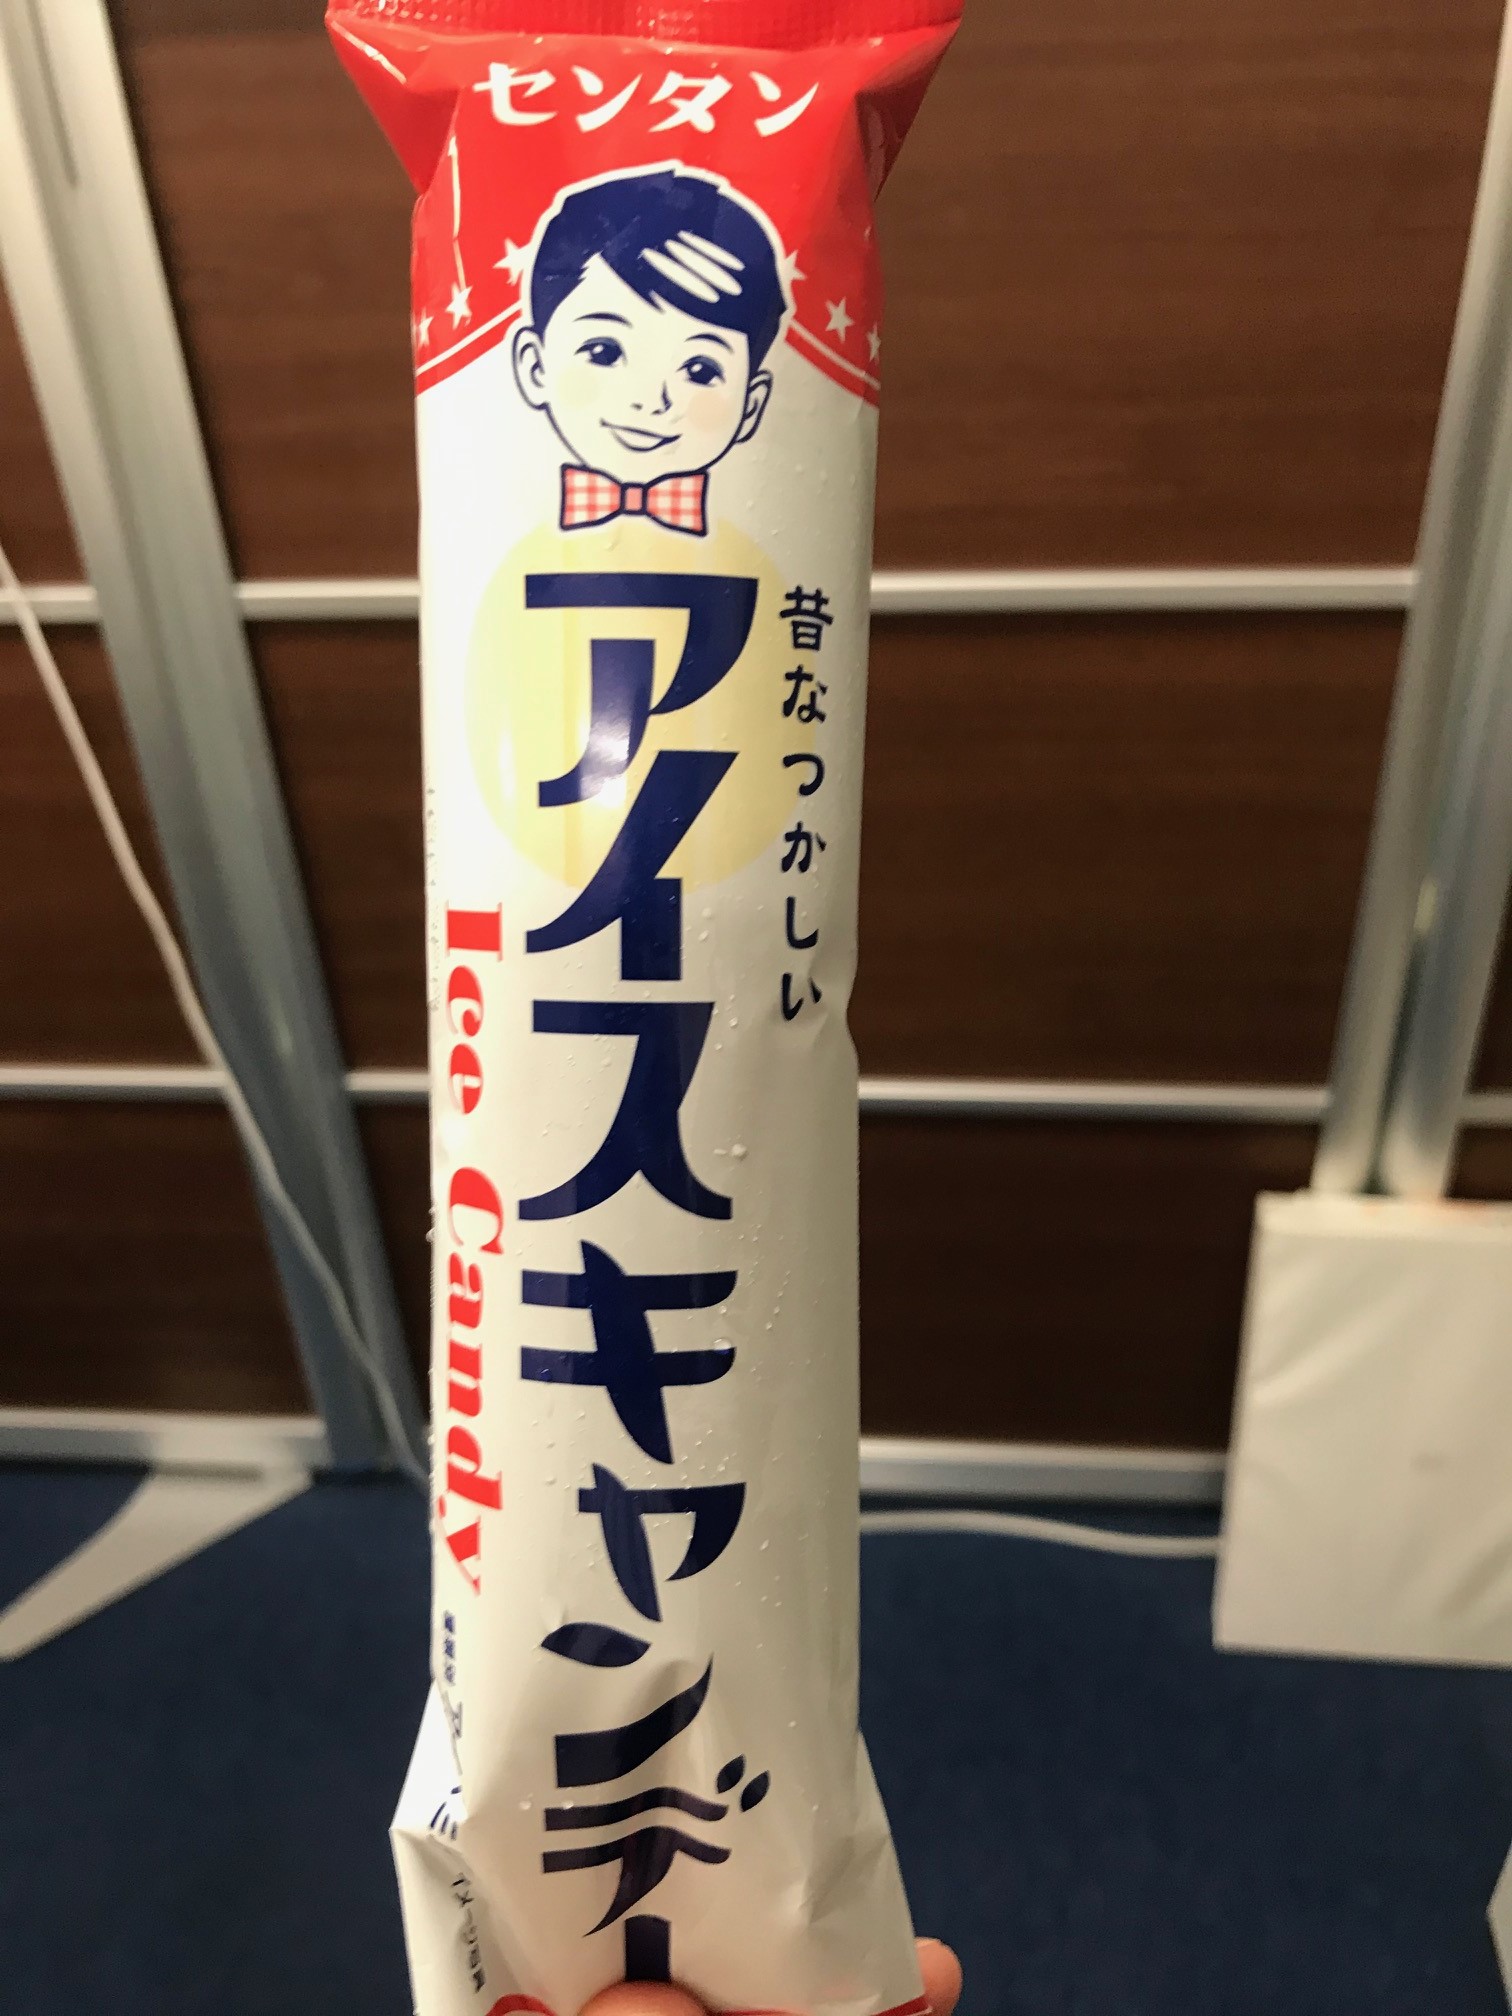 センタン
昔なつかしい
アイスキャンデー
Ice Candy